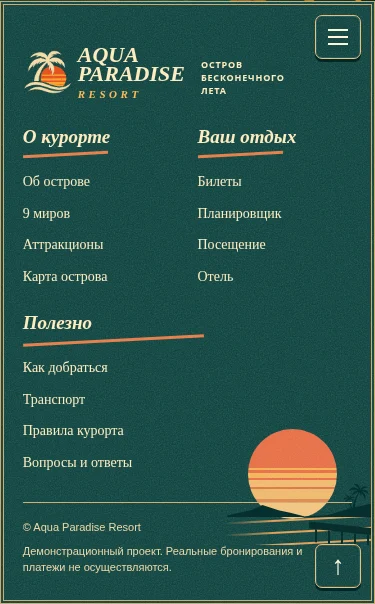 AQUA
PARADISE
RESORT
ОСТРОВ
БЕСКОНЕЧНОГО
ЛЕТА
О курорте
Об острове
9 миров
Аттракционы
Карта острова
Ваш отдых
Билеты
Планировщик
Посещение
Отель
Полезно
Как добраться
Транспорт
Правила курорта
Вопросы и ответы
© Aqua Paradise Resort
Демонстрационный проект. Реальные бронирования и
платежи не осуществляются.
↑